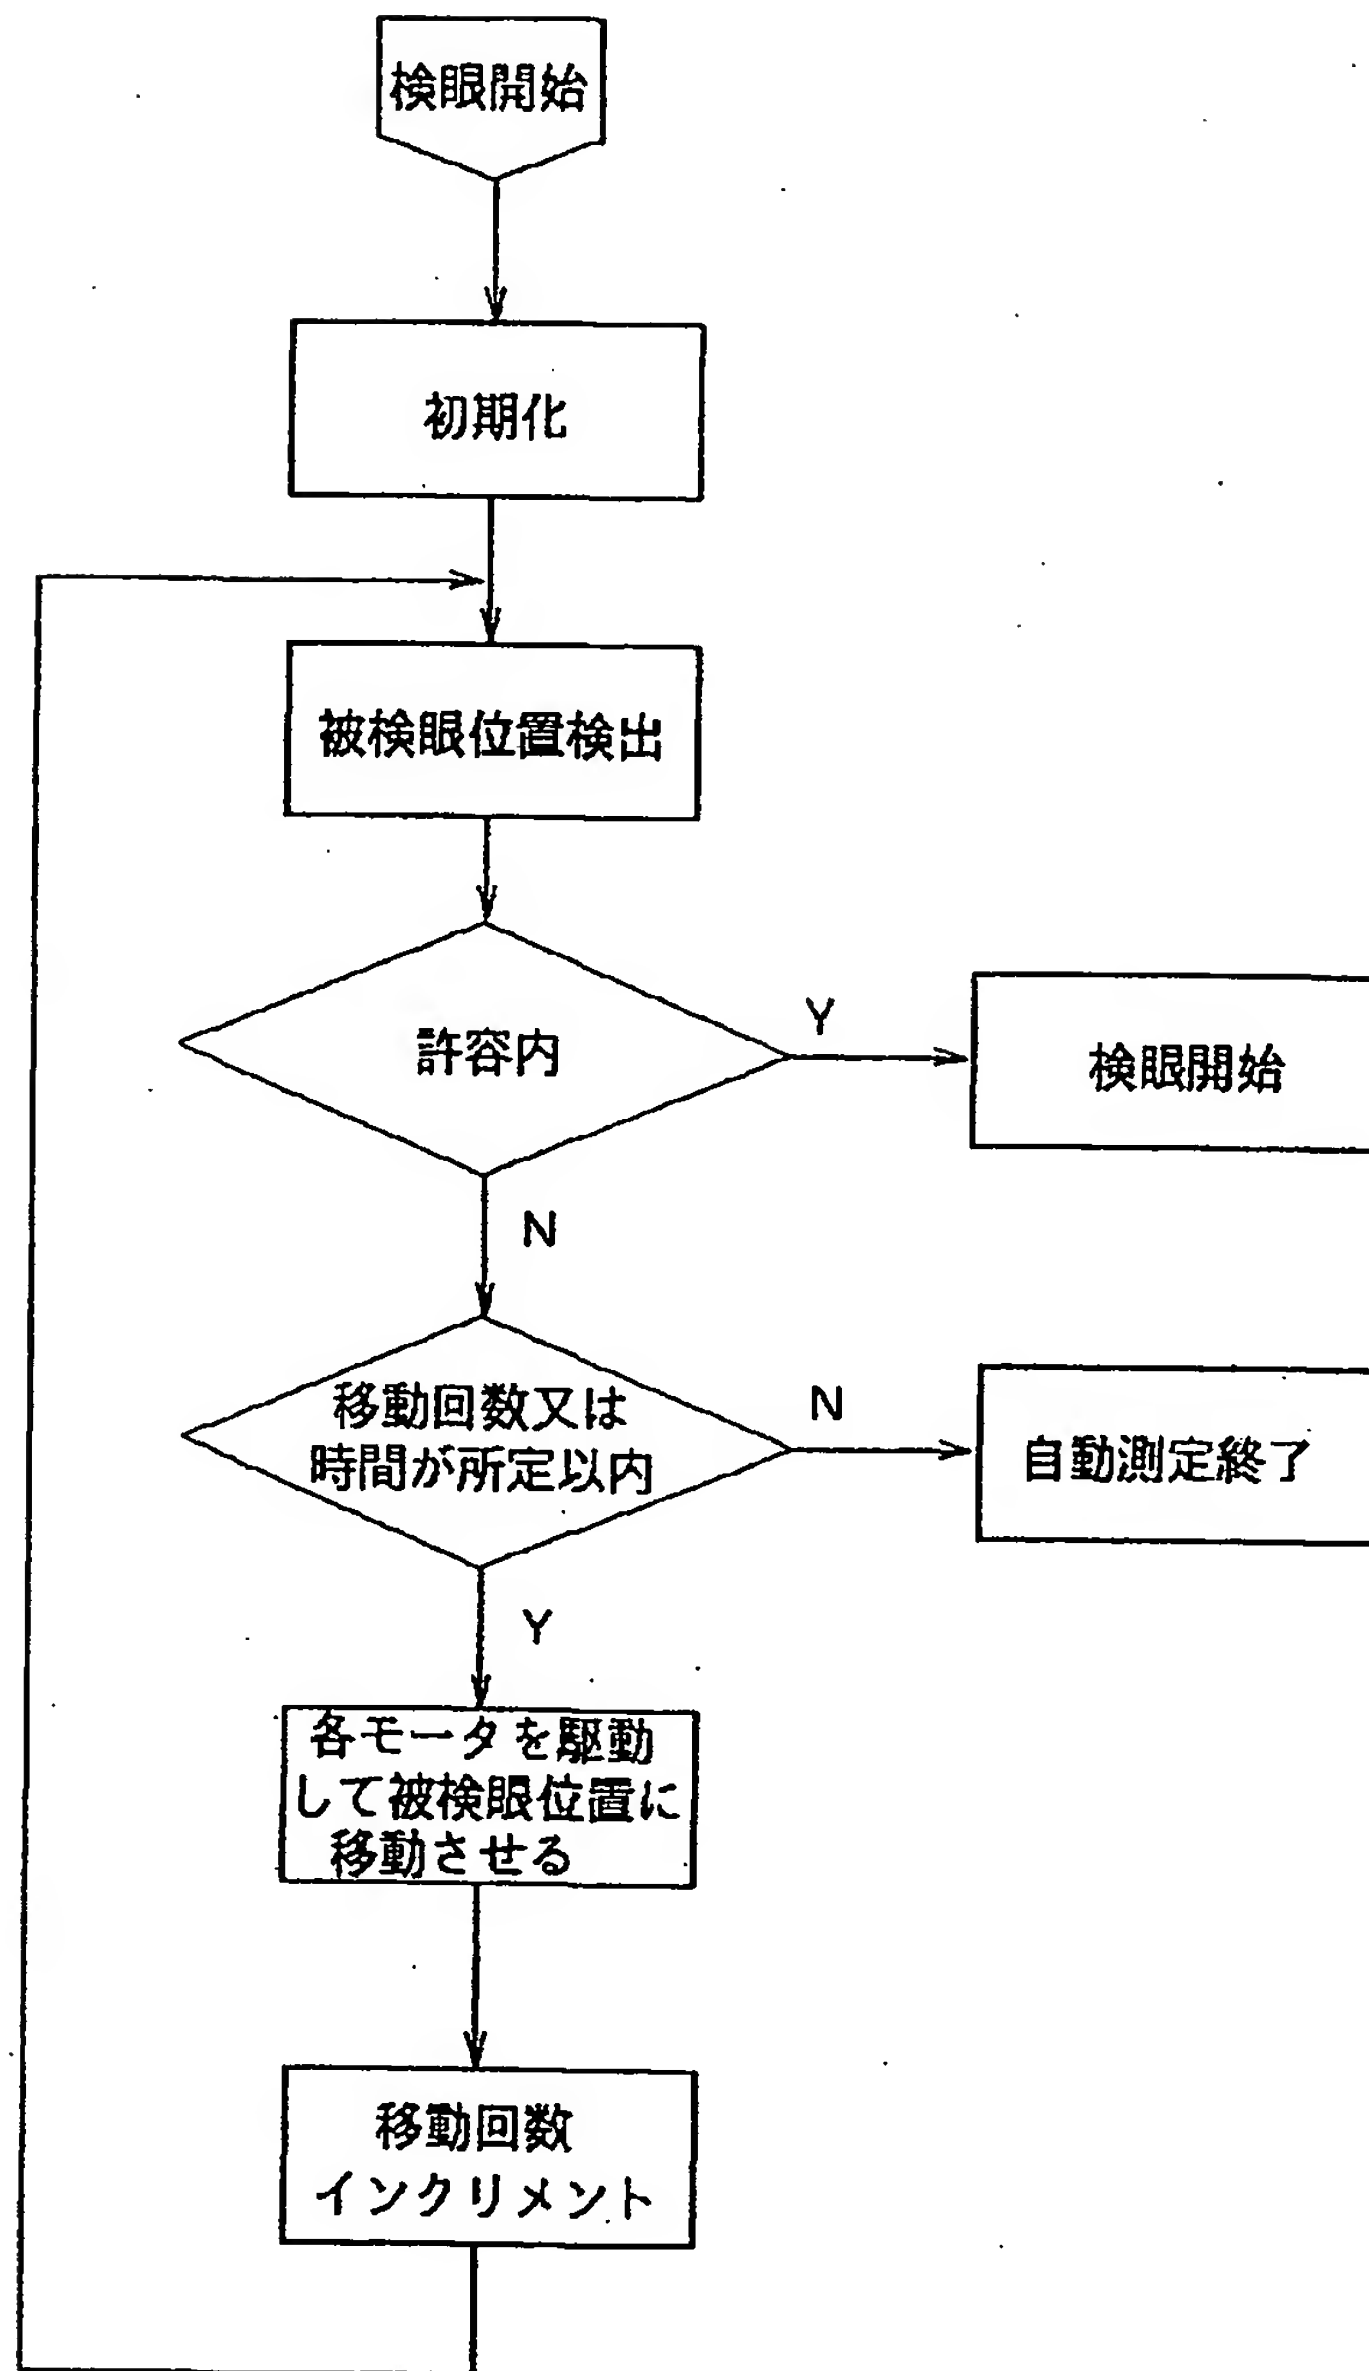 検眼開始
初期化
被検眼位置検出
許容内
Y
検眼開始
N
移動回数又は
時間が所定以内
N
自動測定終了
Y
各モータを駆動
して被検眼位置に
移動させる
移動回数
インクリメント